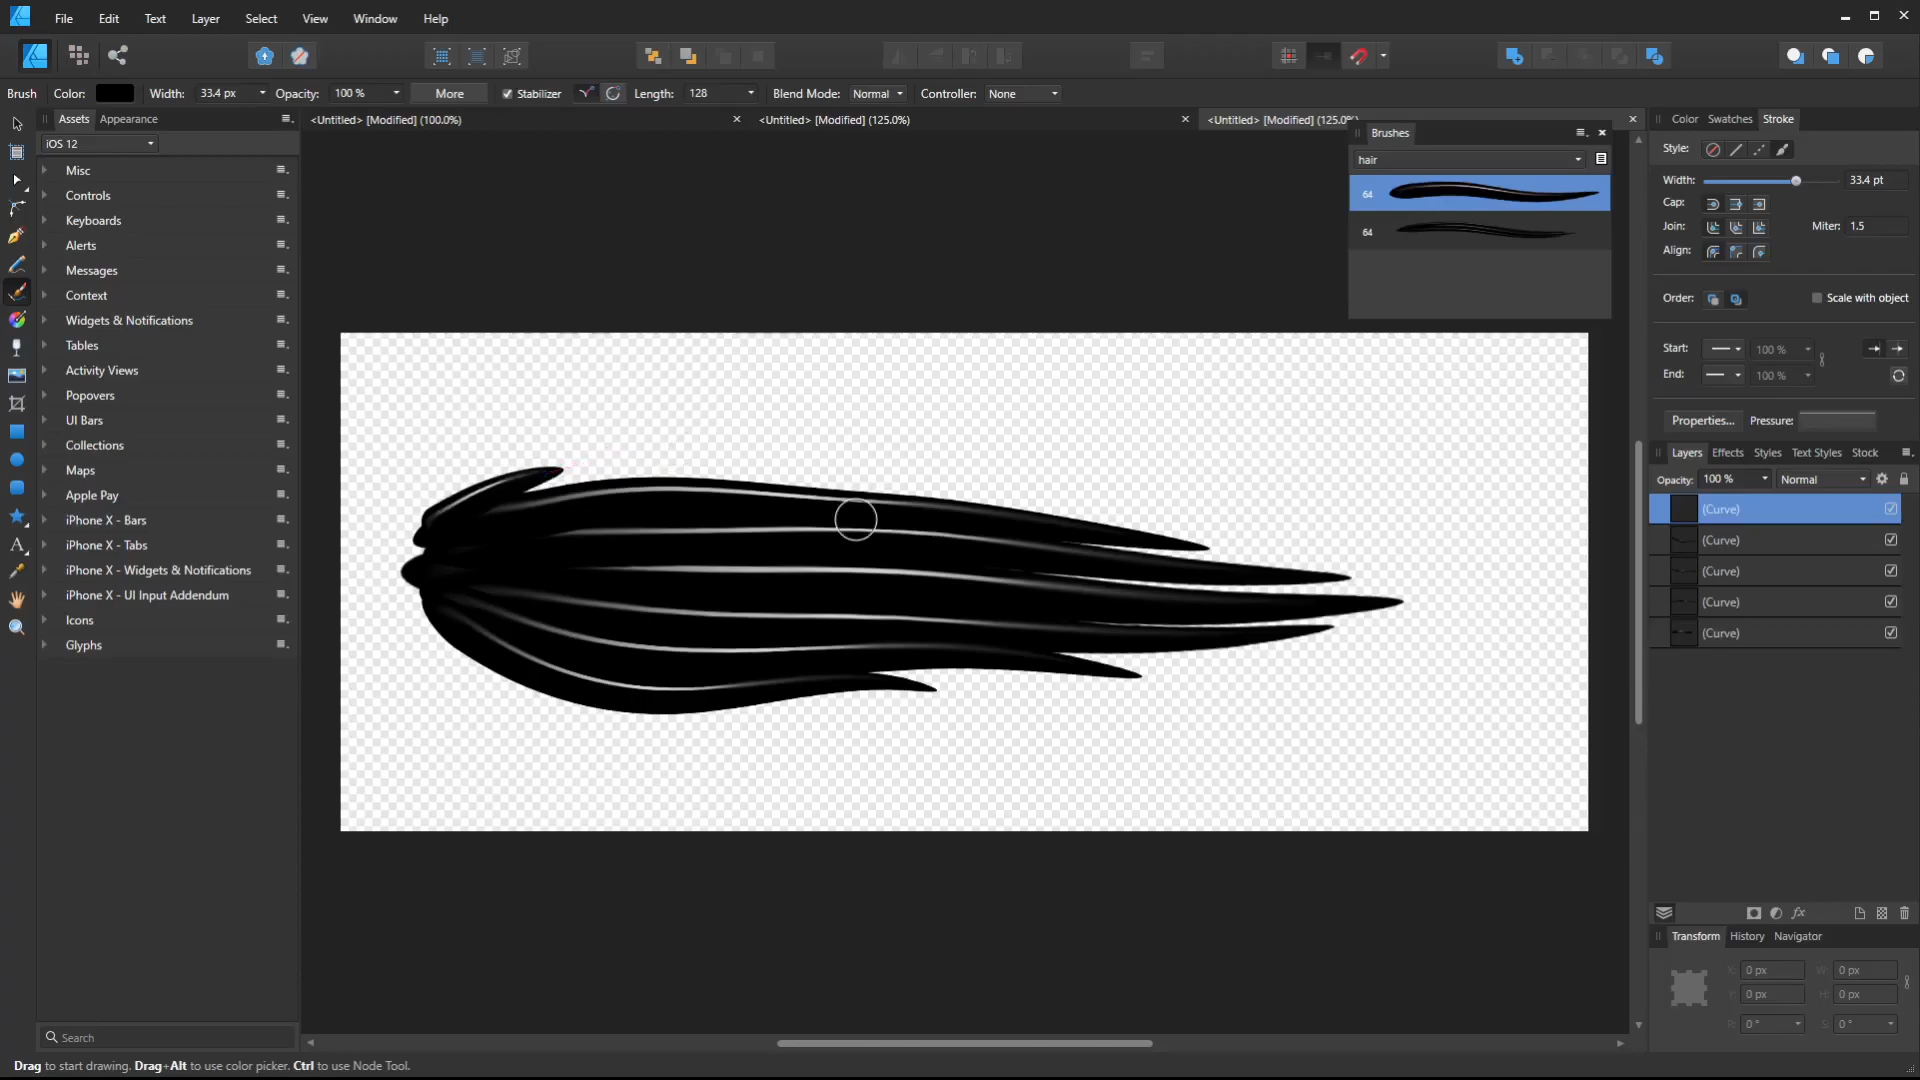 File Edit Text Layer Select View Window Help
Brush Color: Width: 33.4 px Opacity: 100 % More Stabilizer Length: 128 Blend Mode: Normal Controller: None
Assets Appearance
<Untitled> [Modified] (100.0%)
<Untitled> [Modified] (125.0%)
<Untitled> [Modified] (125.0%)
iOS 12
Misc
Controls
Keyboards
Alerts
Messages
Context
Widgets & Notifications
Tables
Activity Views
Popovers
UI Bars
Collections
Maps
Apple Pay
iPhone X - Bars
iPhone X - Tabs
iPhone X - Widgets & Notifications
iPhone X - UI Input Addendum
Icons
Glyphs
Search
Brushes
hair
64
64
Color Swatches Stroke
Style:
Width: 33.4 pt
Cap:
Join: Miter: 1.5
Align:
Order: Scale with object
Start: 100 %
End: 100 %
Properties... Pressure:
Layers Effects Styles Text Styles Stock
Opacity: 100 % Normal
(Curve)
(Curve)
(Curve)
(Curve)
(Curve)
Transform History Navigator
X: 0 px W: 0 px
Y: 0 px H: 0 px
R: 0 ° S: 0 °
Drag to start drawing. Drag+Alt to use color picker. Ctrl to use Node Tool.